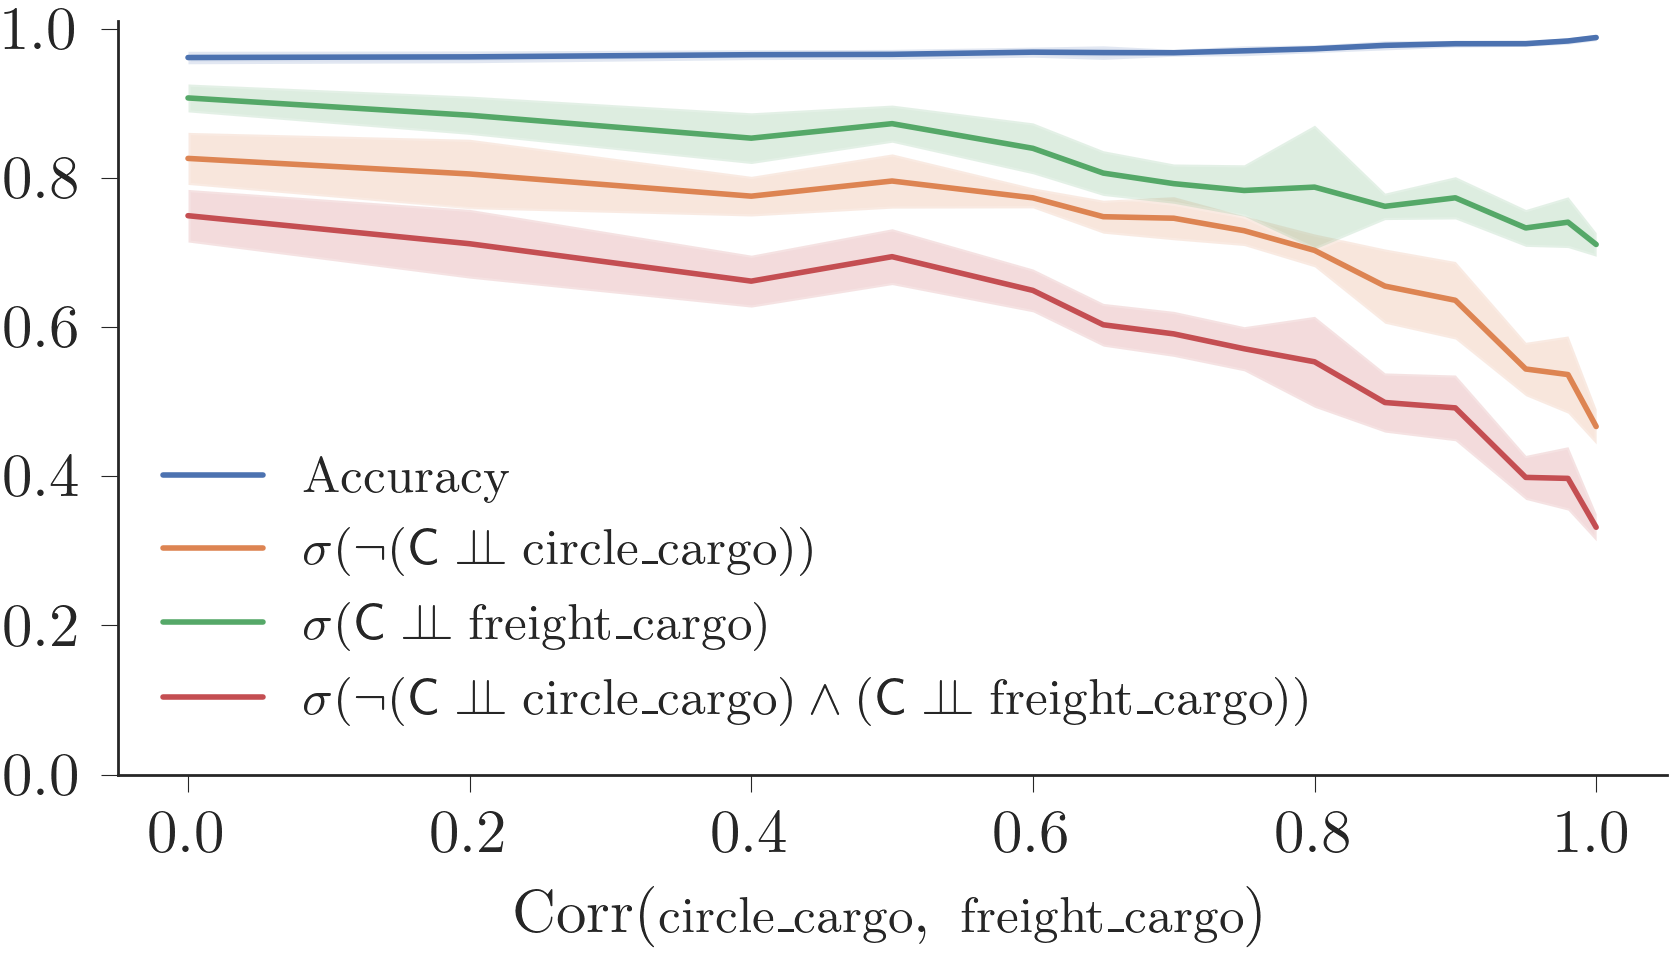 1.0
0.8
0.6
0.4
0.2
0.0
Accuracy
σ(¬(C ⫫ circle_cargo))
σ(C ⫫ freight_cargo)
σ(¬(C ⫫ circle_cargo) ∧ (C ⫫ freight_cargo))
0.0 0.2 0.4 0.6 0.8 1.0
Corr(circle_cargo, freight_cargo)